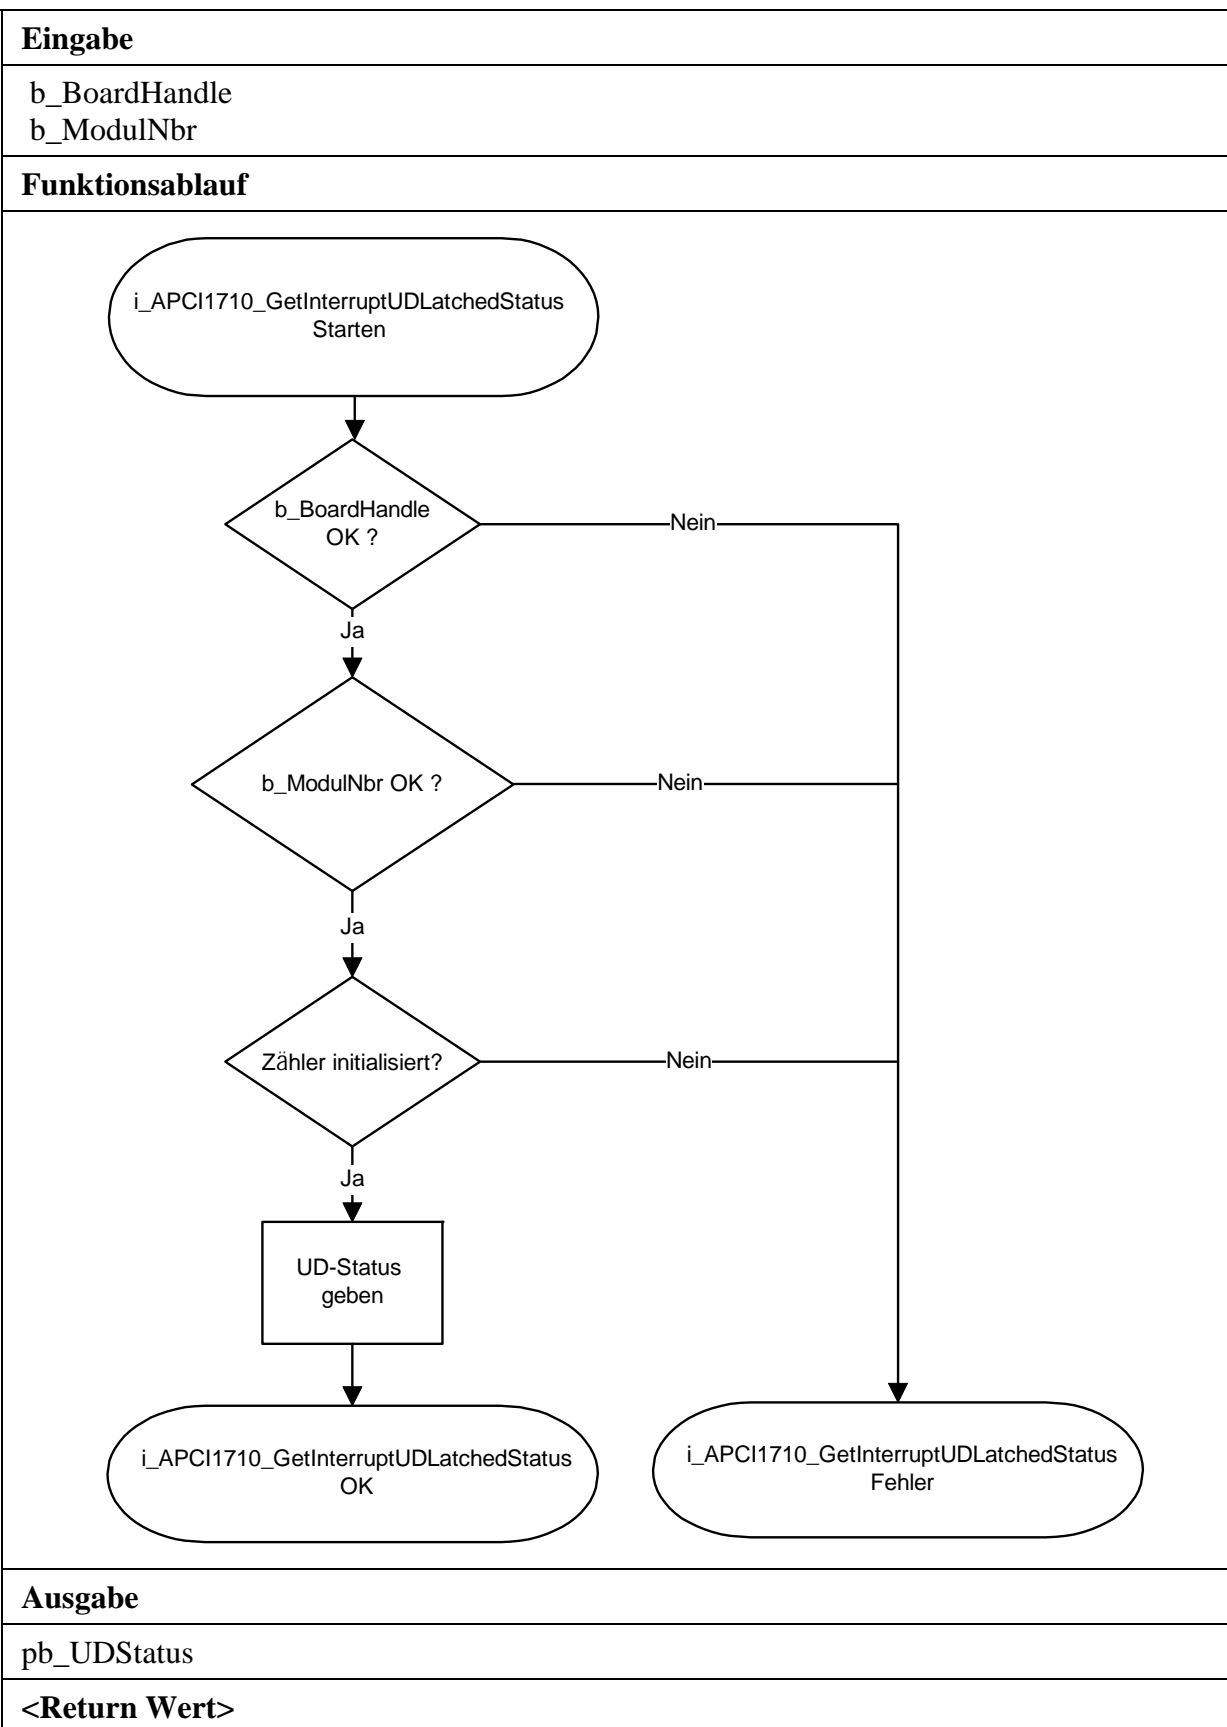 Eingabe
b_BoardHandle
b_ModulNbr
Funktionsablauf
i_APCI1710_GetInterruptUDLatchedStatus
Starten
b_BoardHandle
OK ?
Nein
Ja
b_ModulNbr OK ?
Nein
Ja
Zähler initialisiert?
Nein
Ja
UD-Status
geben
i_APCI1710_GetInterruptUDLatchedStatus
OK
i_APCI1710_GetInterruptUDLatchedStatus
Fehler
Ausgabe
pb_UDStatus
<Return Wert>